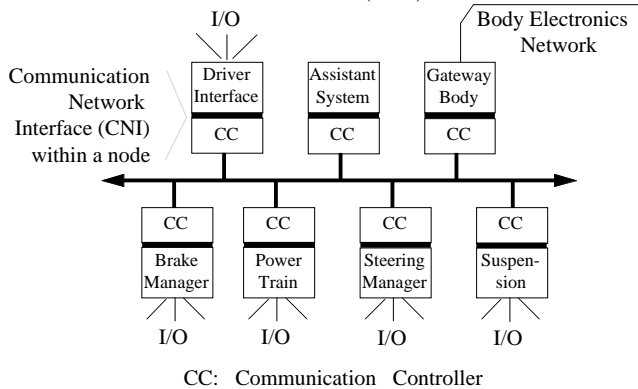 I/O
Body Electronics
Network
Communication
Network
Interface (CNI)
within a node
Driver
Interface
CC
Assistant
System
CC
Gateway
Body
CC
CC
Brake
Manager
I/O
CC
Power
Train
I/O
CC
Steering
Manager
I/O
CC
Suspen-
sion
I/O
CC: Communication Controller